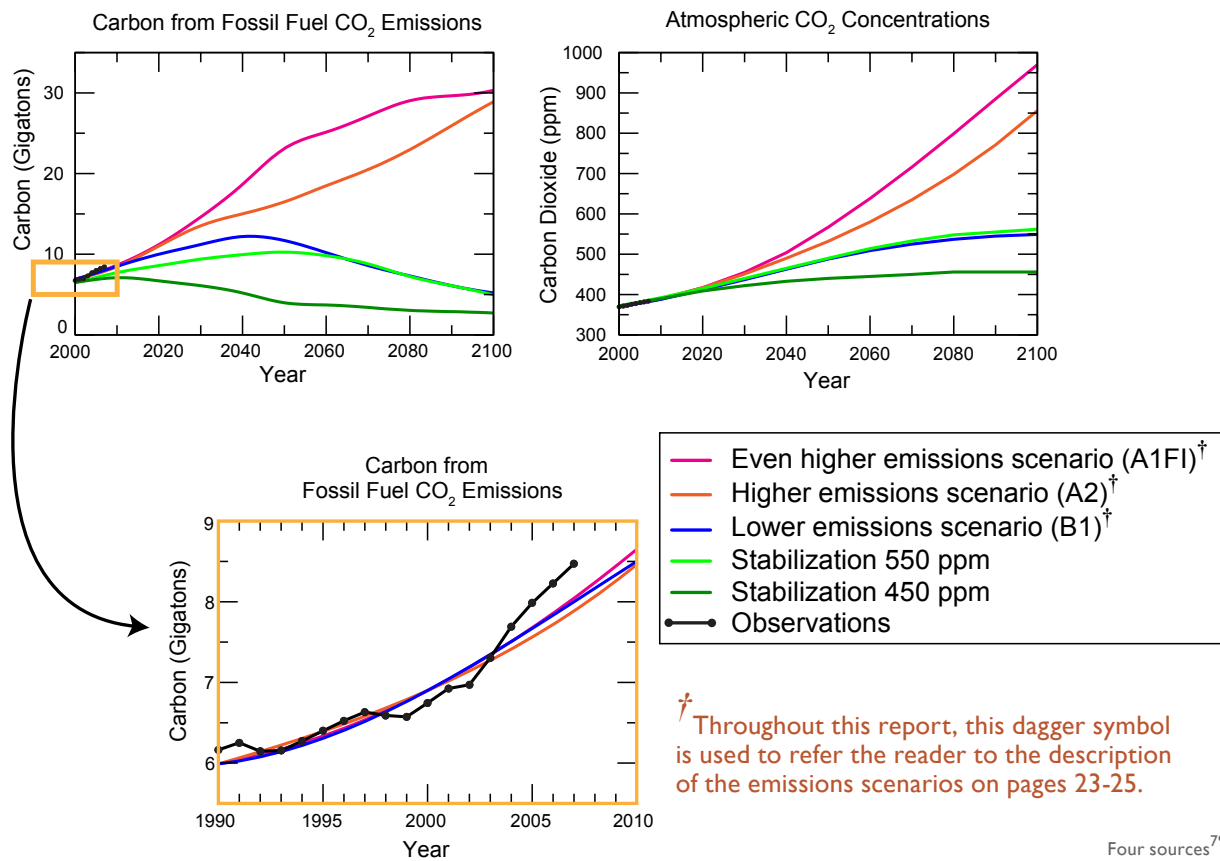 Carbon from Fossil Fuel CO2 Emissions
Carbon (Gigatons)
30
20
10
0
2000 2020 2040 2060 2080 2100
Year
Atmospheric CO2 Concentrations
Carbon Dioxide (ppm)
1000
900
800
700
600
500
400
300
2000 2020 2040 2060 2080 2100
Year
Carbon from
Fossil Fuel CO2 Emissions
Carbon (Gigatons)
9
8
7
6
1990 1995 2000 2005 2010
Year
Even higher emissions scenario (A1FI)†
Higher emissions scenario (A2)†
Lower emissions scenario (B1)†
Stabilization 550 ppm
Stabilization 450 ppm
Observations
† Throughout this report, this dagger symbol
is used to refer the reader to the description
of the emissions scenarios on pages 23-25.
Four sources